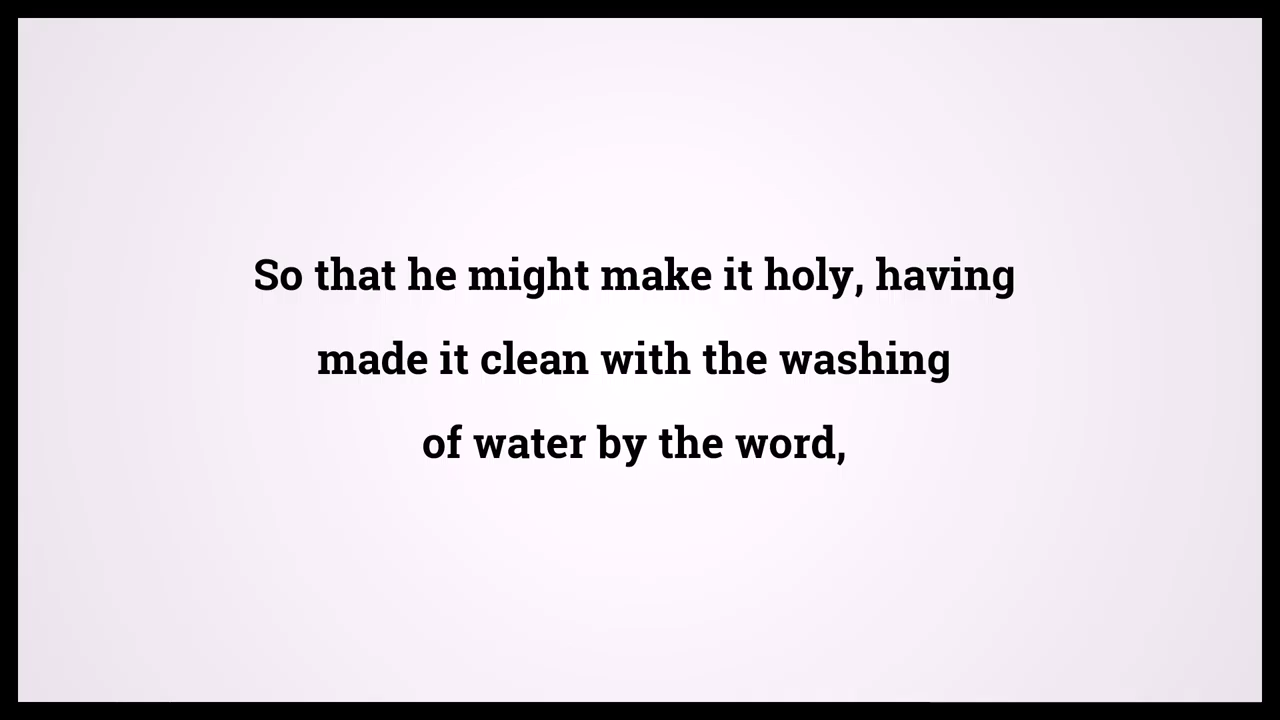 So that he might make it holy, having
made it clean with the washing
of water by the word,